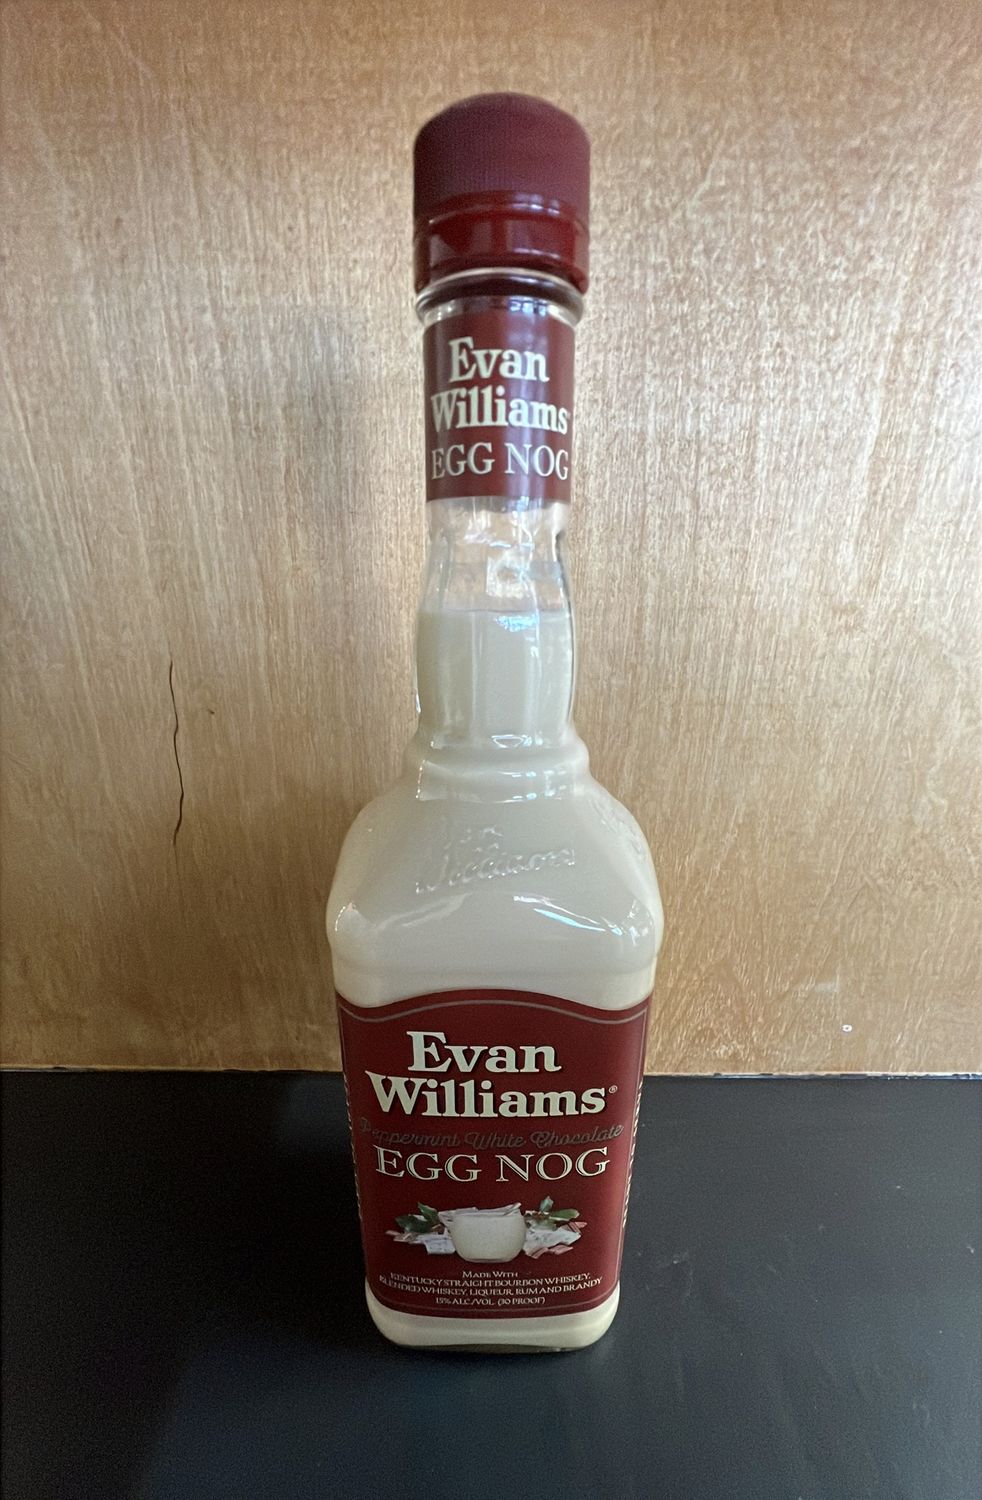 Evan
Williams
EGG NOG
Williams
Evan
Williams®
Peppermint White Chocolate
EGG NOG
MADE WITH
KENTUCKY STRAIGHT BOURBON WHISKEY,
BLENDED WHISKEY, LIQUEUR, RUM AND BRANDY
15% ALC/VOL (30 PROOF)